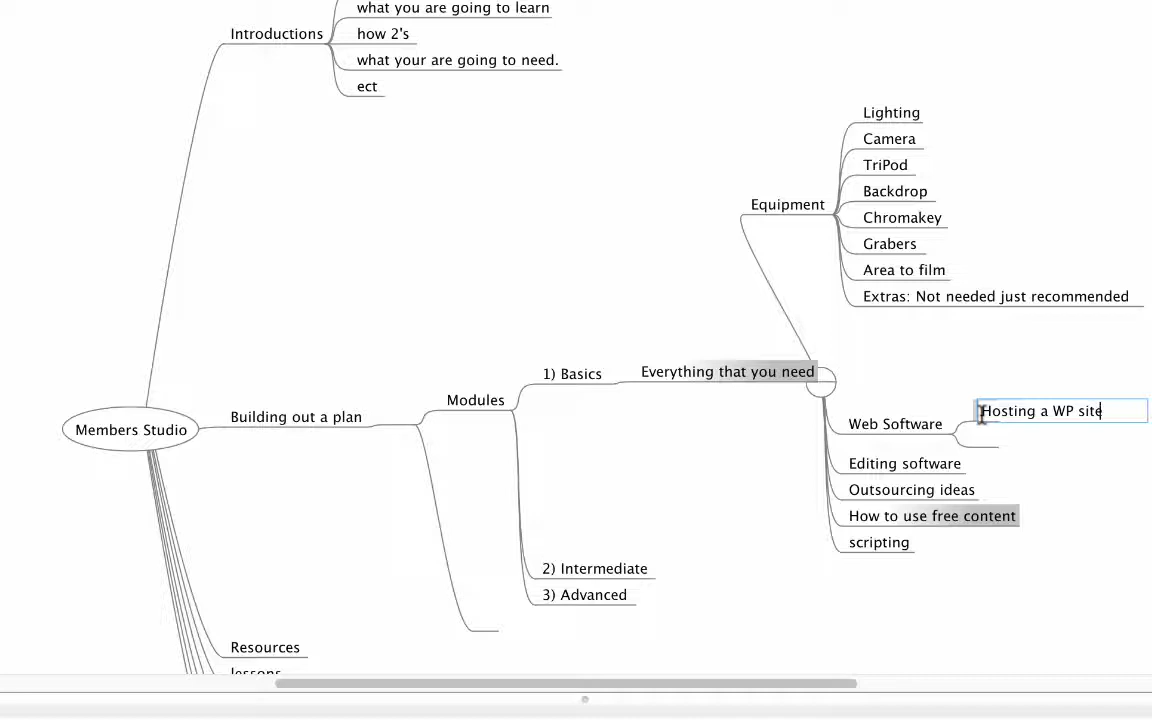 what you are going to learn
Introductions
how 2's
what your are going to need.
ect
Lighting
Camera
TriPod
Backdrop
Equipment
Chromakey
Grabers
Area to film
Extras: Not needed just recommended
1) Basics
Everything that you need
Modules
Hosting a WP site
Building out a plan
Web Software
Members Studio
Editing software
Outsourcing ideas
How to use free content
scripting
2) Intermediate
3) Advanced
Resources
lessons